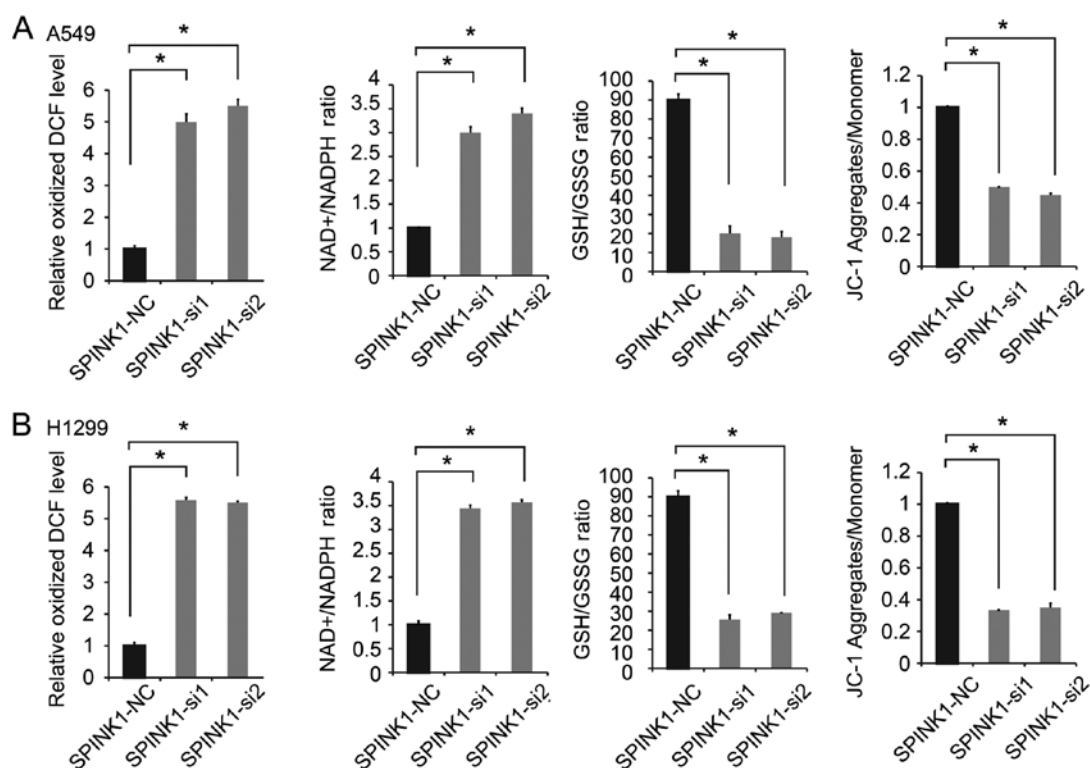 A A549
Relative oxidized DCF level
6
5
4
3
2
1
0
* *
SPINK1-NC
SPINK1-si1
SPINK1-si2
NAD+/NADPH ratio
4
3.5
3
2.5
2
1.5
1
0.5
0
* *
SPINK1-NC
SPINK1-si1
SPINK1-si2
GSH/GSSG ratio
100
90
80
70
60
50
40
30
20
10
0
* *
SPINK1-NC
SPINK1-si1
SPINK1-si2
JC-1 Aggregates/Monomer
1.2
1
0.8
0.6
0.4
0.2
0
* *
SPINK1-NC
SPINK1-si1
SPINK1-si2
B H1299
Relative oxidized DCF level
6
5
4
3
2
1
0
* *
SPINK1-NC
SPINK1-si1
SPINK1-si2
NAD+/NADPH ratio
4
3.5
3
2.5
2
1.5
1
0.5
0
* *
SPINK1-NC
SPINK1-si1
SPINK1-si2
GSH/GSSG ratio
100
90
80
70
60
50
40
30
20
10
0
* *
SPINK1-NC
SPINK1-si1
SPINK1-si2
JC-1 Aggregates/Monomer
1.2
1
0.8
0.6
0.4
0.2
0
* *
SPINK1-NC
SPINK1-si1
SPINK1-si2